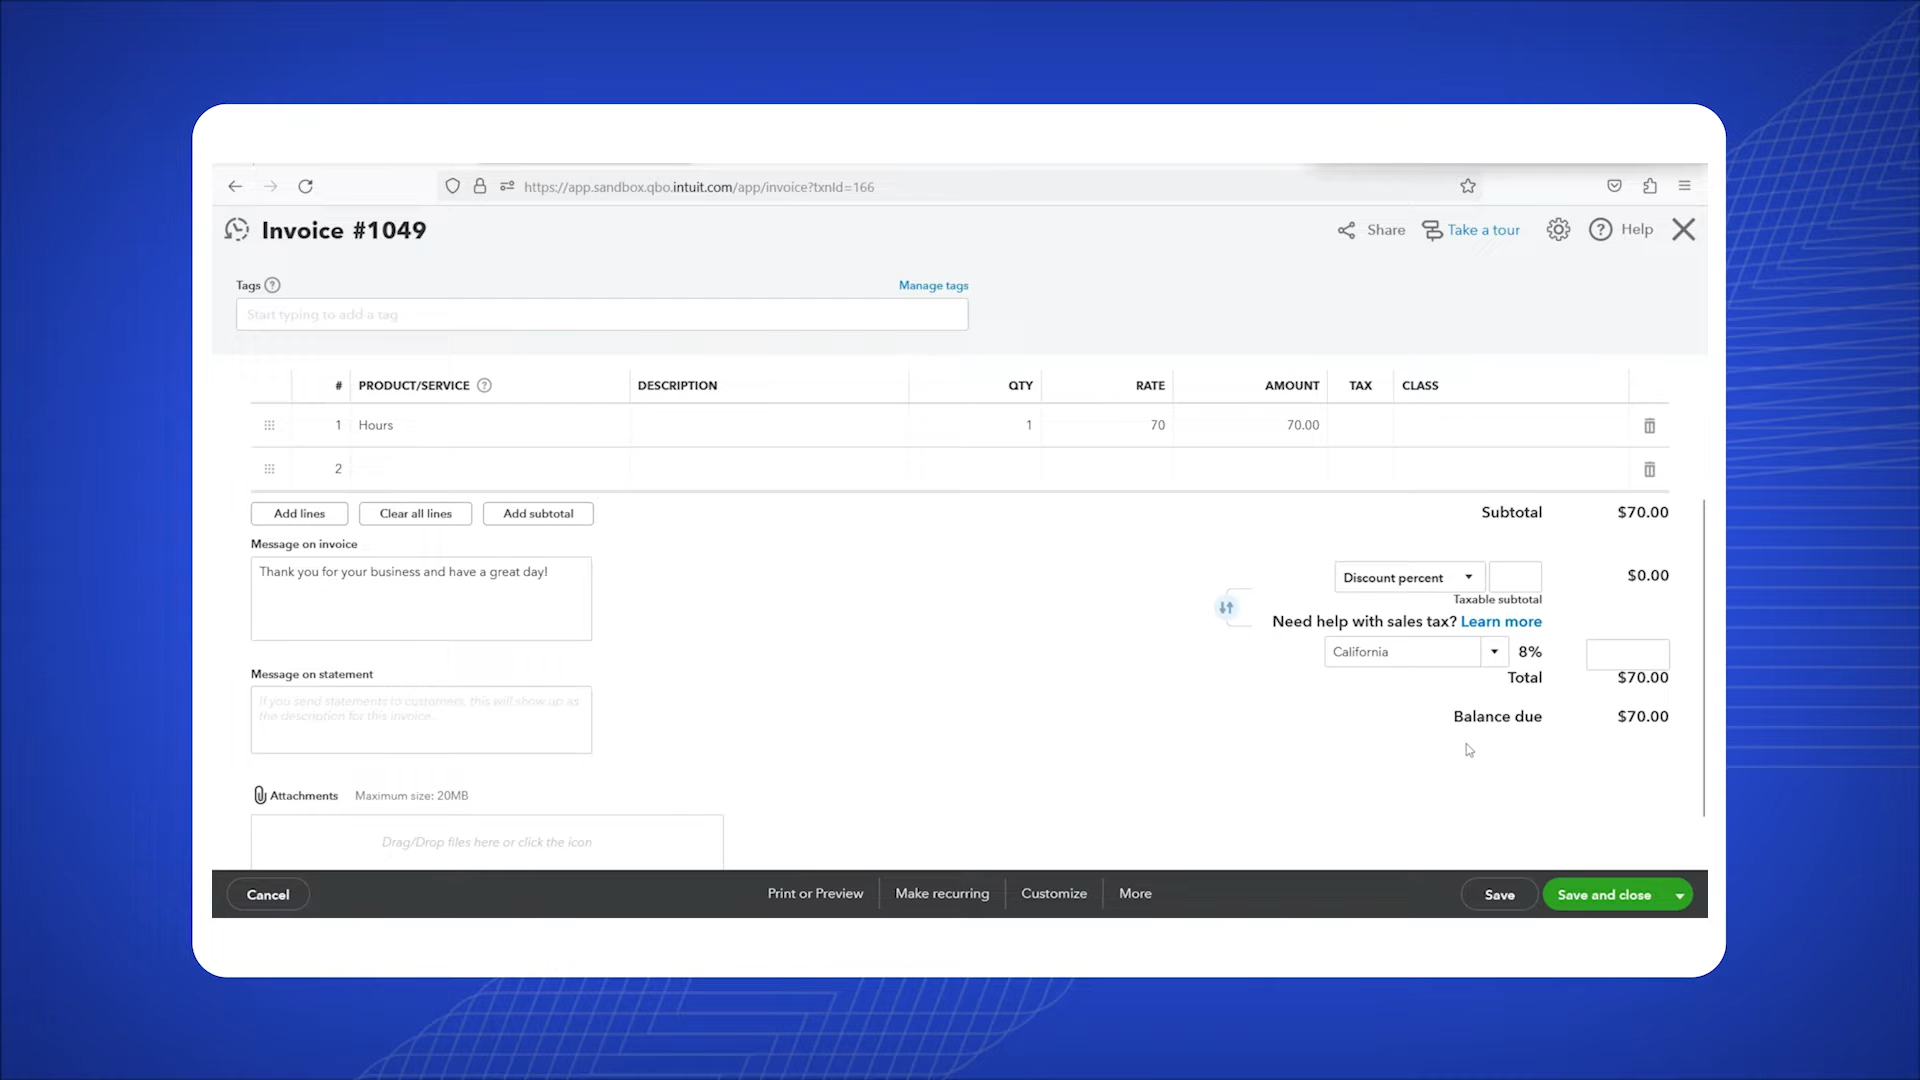 https://app.sandbox.qbo.intuit.com/app/invoice?txnId=166
Invoice #1049
Share
Take a tour
Help
Tags
Manage tags
Start typing to add a tag
# PRODUCT/SERVICE DESCRIPTION QTY RATE AMOUNT TAX CLASS
1 Hours 1 70 70.00
2
Add lines Clear all lines Add subtotal
Subtotal $70.00
Message on invoice
Thank you for your business and have a great day!
Discount percent $0.00
Taxable subtotal
Need help with sales tax? Learn more
California 8%
Total $70.00
Message on statement
If you send statements to customers, this will show up as
the description for this invoice.
Balance due $70.00
Attachments Maximum size: 20MB
Drag/Drop files here or click the icon
Cancel Print or Preview Make recurring Customize More Save Save and close